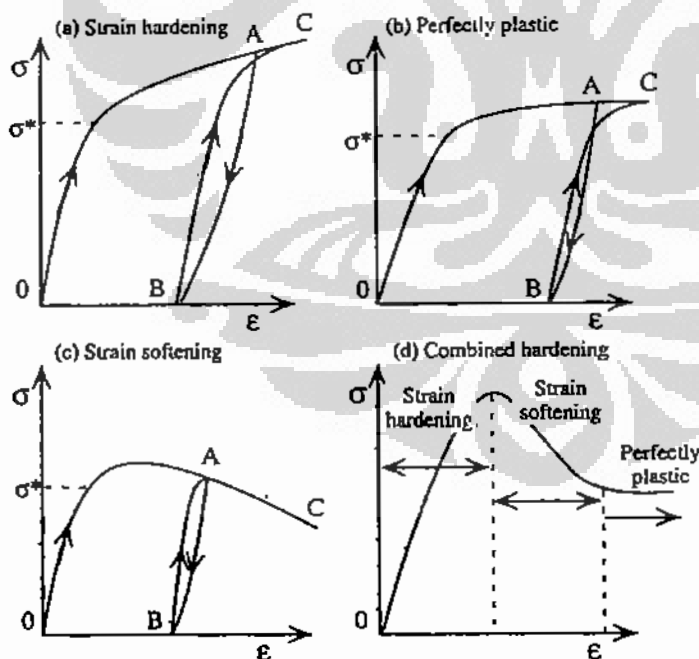 (a) Strain hardening
A
C
σ
σ*
0
B
ε
(b) Perfectly plastic
A
C
σ
σ*
0
B
ε
(c) Strain softening
σ
A
σ*
C
0
B
ε
(d) Combined hardening
σ
Strain
hardening
Strain
softening
Perfectly
plastic
0
ε